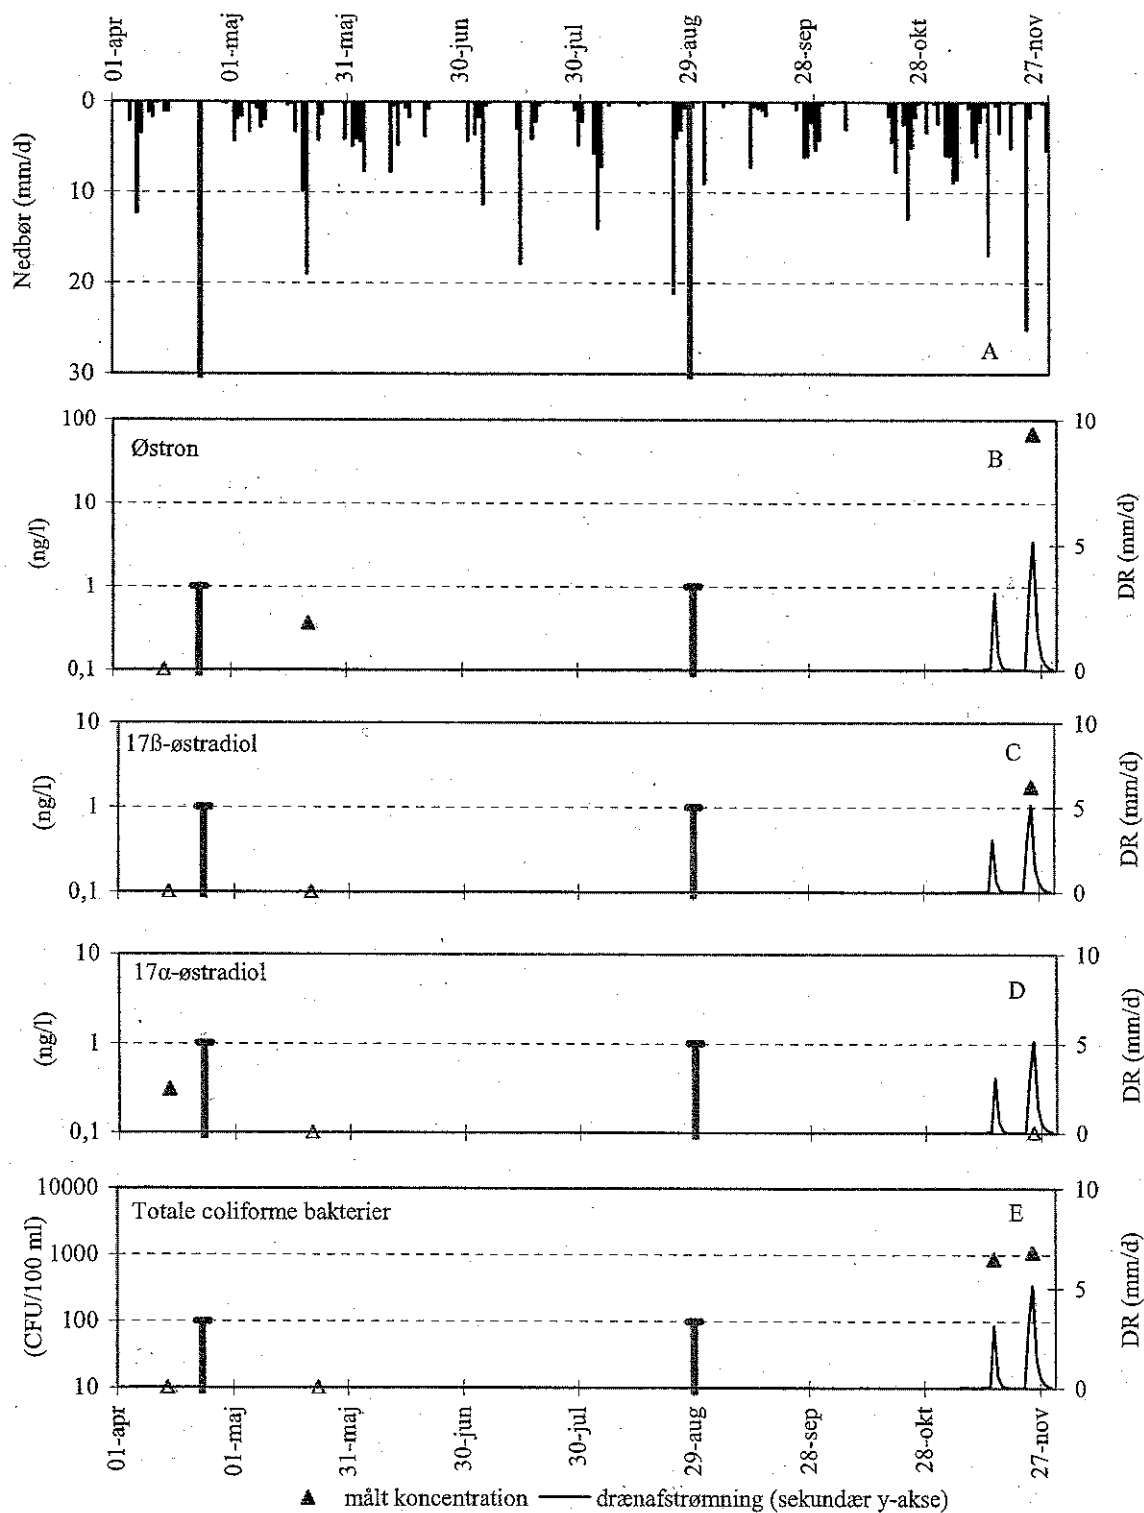 01-apr 01-maj 31-maj 30-jun 30-jul 29-aug 28-sep 28-okt 27-nov
Nedbør (mm/d)
0
10
20
30
A
Østron
B
100
10
1
0,1
(ng/l)
10
5
0
DR (mm/d)
17ß-østradiol
C
10
1
0,1
(ng/l)
10
5
0
DR (mm/d)
17α-østradiol
D
10
1
0,1
(ng/l)
10
5
0
DR (mm/d)
Totale coliforme bakterier
E
10000
1000
100
10
(CFU/100 ml)
10
5
0
DR (mm/d)
01-apr 01-maj 31-maj 30-jun 30-jul 29-aug 28-sep 28-okt 27-nov
målt koncentration drænafstrømning (sekundær y-akse)